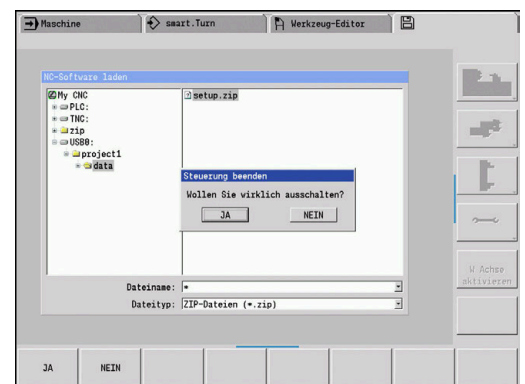 Maschine
smart.Turn
Werkzeug-Editor
NC-Software laden
My CNC
PLC:
TNC:
zip
USB0:
project1
data
setup.zip
Steuerung beenden
Wollen Sie wirklich ausschalten?
JA NEIN
Dateiname: *
Dateityp: ZIP-Dateien (*.zip)
W Achse
aktivieren
JA NEIN